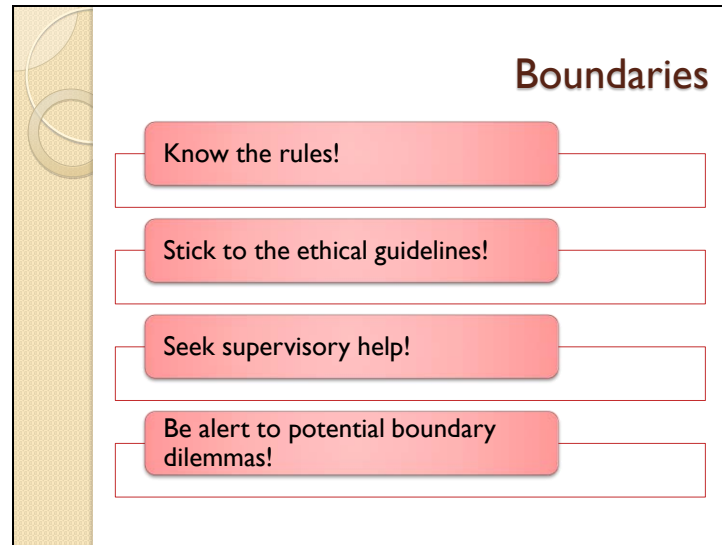 Boundaries
Know the rules!
Stick to the ethical guidelines!
Seek supervisory help!
Be alert to potential boundary
dilemmas!